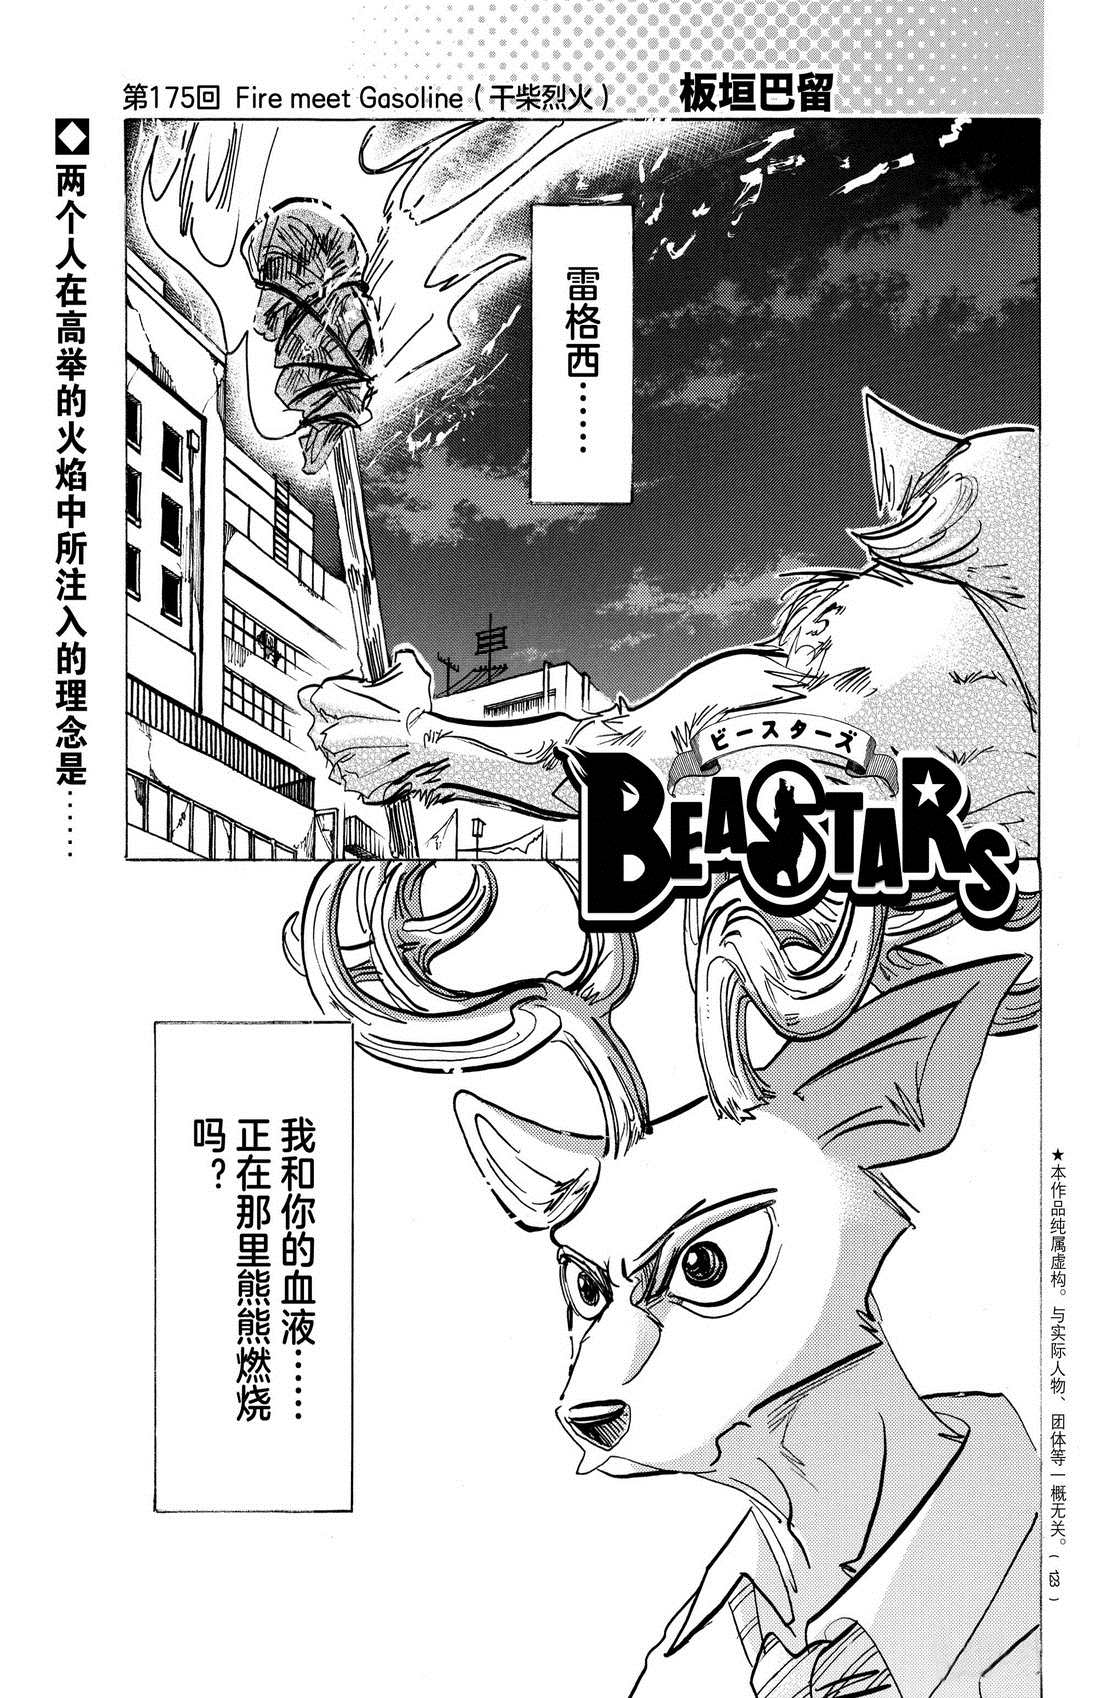 第175回 Fire meet Gasoline（干柴烈火）
板垣巴留
◆两个人在高举的火焰中所注入的理念是……
雷格西……
ビースターズ
BEASTARS
我和你的血液……
正在那里熊熊燃烧
吗？
★本作品纯属虚构。与实际人物、团体等一概无关。（123）